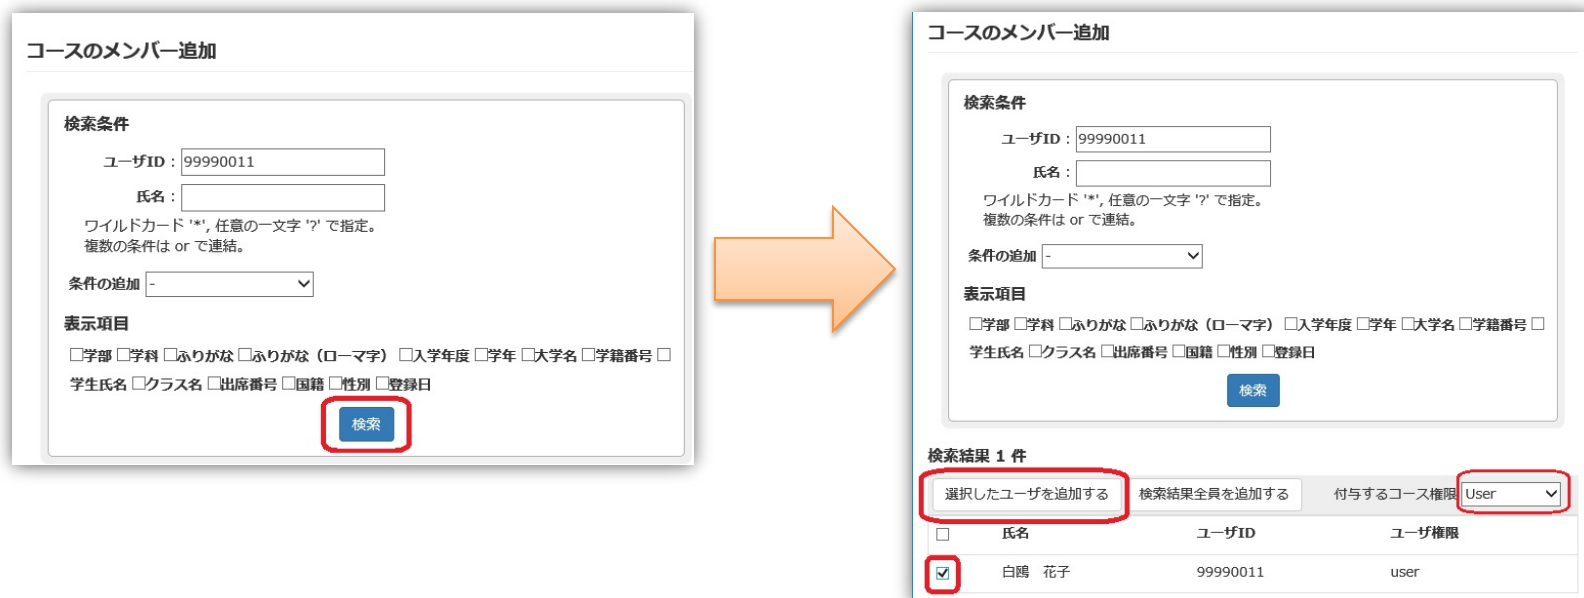 コースのメンバー追加
検索条件
ユーザID : 99990011
氏名 :
ワイルドカード '*', 任意の一文字 '?' で指定。
複数の条件は or で連結。
条件の追加 -
表示項目
学部 学科 ふりがな ふりがな（ローマ字） 入学年度 学年 大学名 学籍番号
学生氏名 クラス名 出席番号 国籍 性別 登録日
検索
コースのメンバー追加
検索条件
ユーザID : 99990011
氏名 :
ワイルドカード '*', 任意の一文字 '?' で指定。
複数の条件は or で連結。
条件の追加 -
表示項目
学部 学科 ふりがな ふりがな（ローマ字） 入学年度 学年 大学名 学籍番号
学生氏名 クラス名 出席番号 国籍 性別 登録日
検索
検索結果 1 件
選択したユーザを追加する 検索結果全員を追加する 付与するコース権限 User
氏名 ユーザID ユーザ権限
白鴎 花子 99990011 user